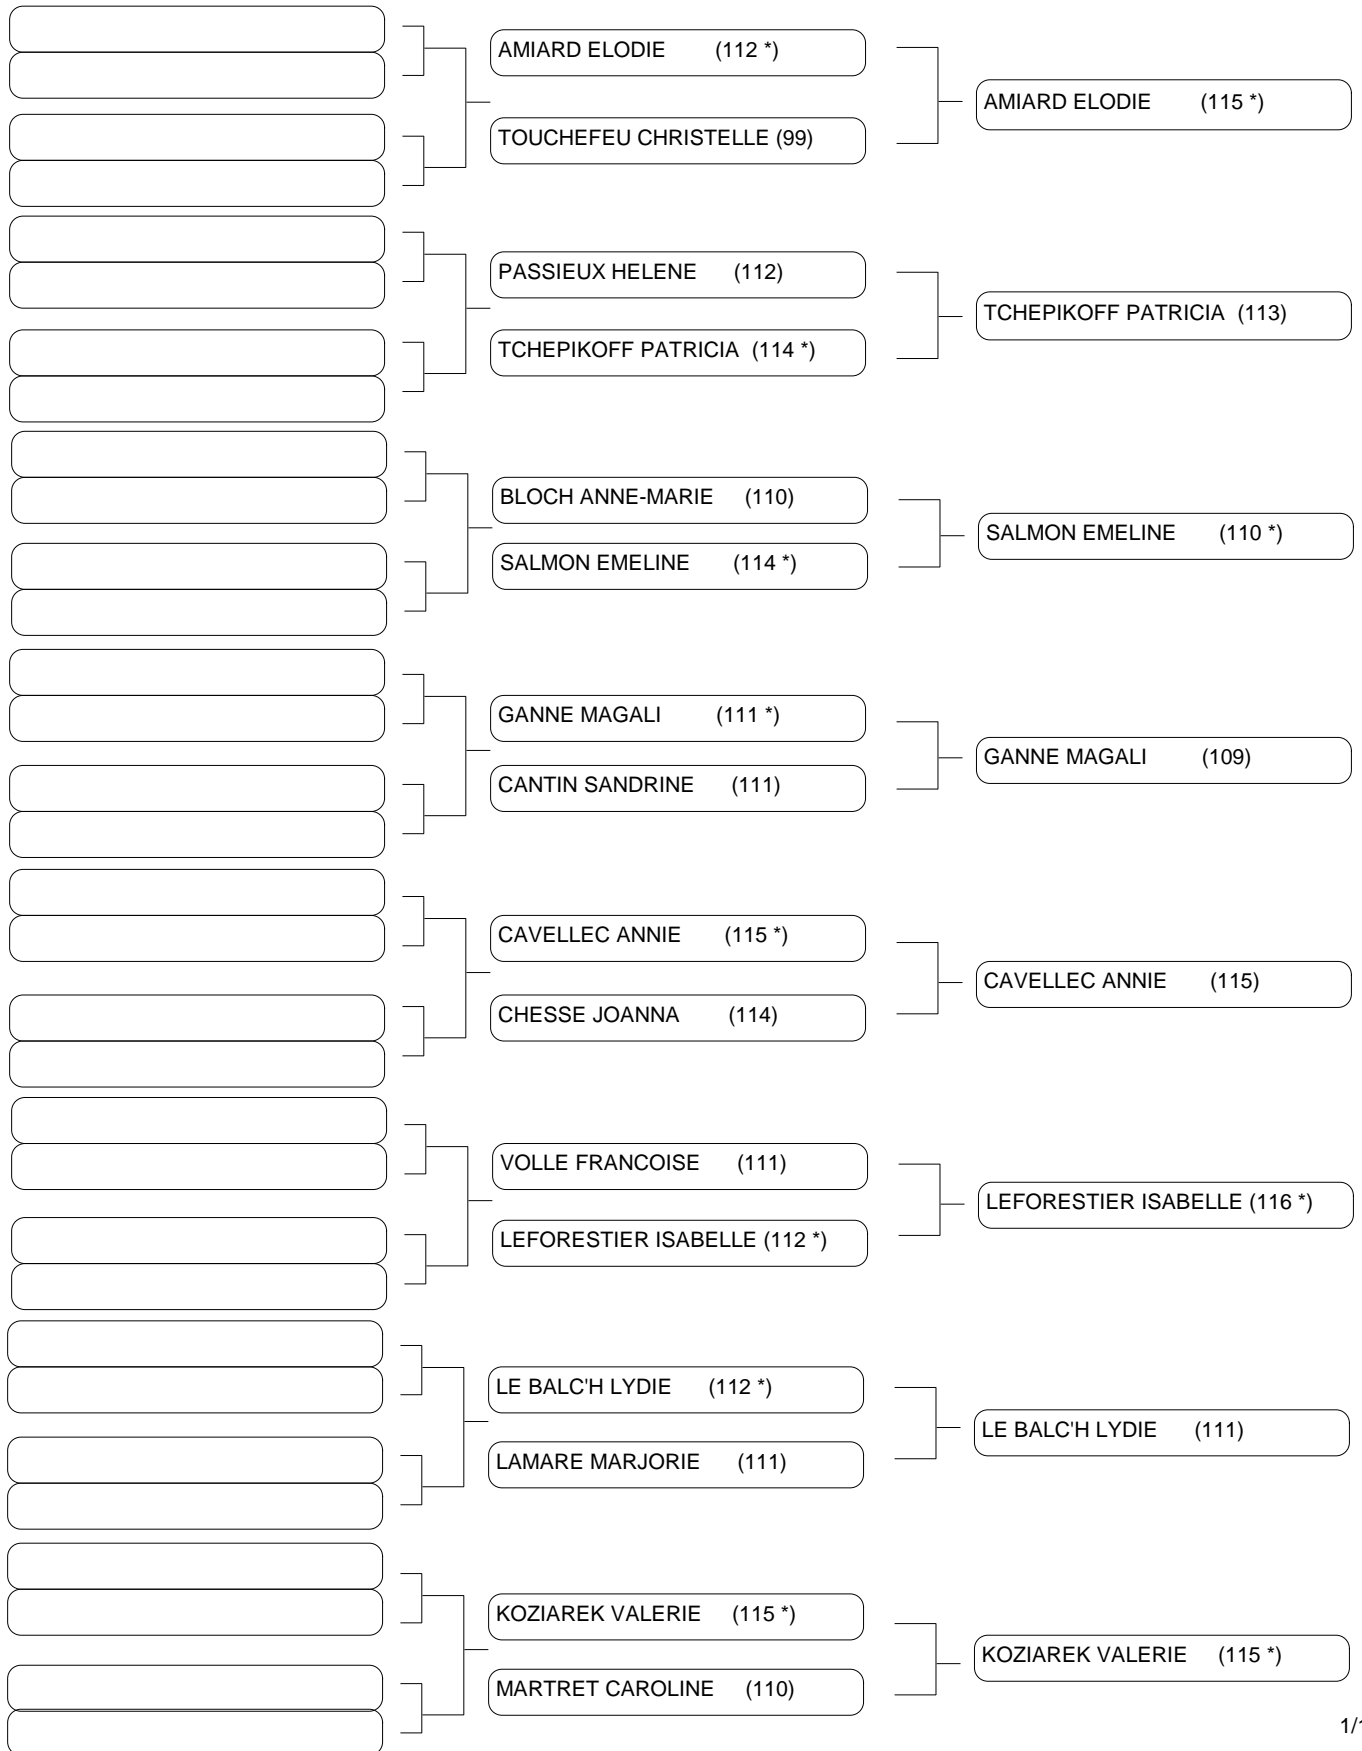 AMIARD ELODIE (112 *)
AMIARD ELODIE (115 *)
TOUCHEFEU CHRISTELLE (99)
PASSIEUX HELENE (112)
TCHEPIKOFF PATRICIA (113)
TCHEPIKOFF PATRICIA (114 *)
BLOCH ANNE-MARIE (110)
SALMON EMELINE (110 *)
SALMON EMELINE (114 *)
GANNE MAGALI (111 *)
GANNE MAGALI (109)
CANTIN SANDRINE (111)
CAVELLEC ANNIE (115 *)
CAVELLEC ANNIE (115)
CHESSE JOANNA (114)
VOLLE FRANCOISE (111)
LEFORESTIER ISABELLE (116 *)
LEFORESTIER ISABELLE (112 *)
LE BALC'H LYDIE (112 *)
LE BALC'H LYDIE (111)
LAMARE MARJORIE (111)
KOZIAREK VALERIE (115 *)
KOZIAREK VALERIE (115 *)
MARTRET CAROLINE (110)
1/1